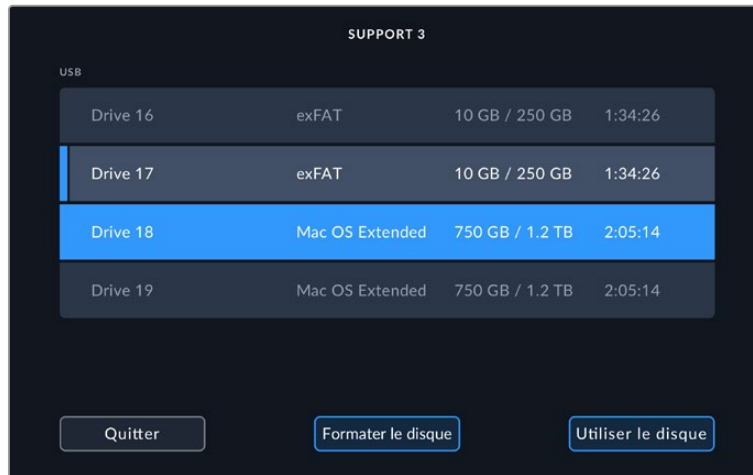 SUPPORT 3
USB
Drive 16 exFAT 10 GB / 250 GB 1:34:26
Drive 17 exFAT 10 GB / 250 GB 1:34:26
Drive 18 Mac OS Extended 750 GB / 1.2 TB 2:05:14
Drive 19 Mac OS Extended 750 GB / 1.2 TB 2:05:14
Quitter Formater le disque Utiliser le disque